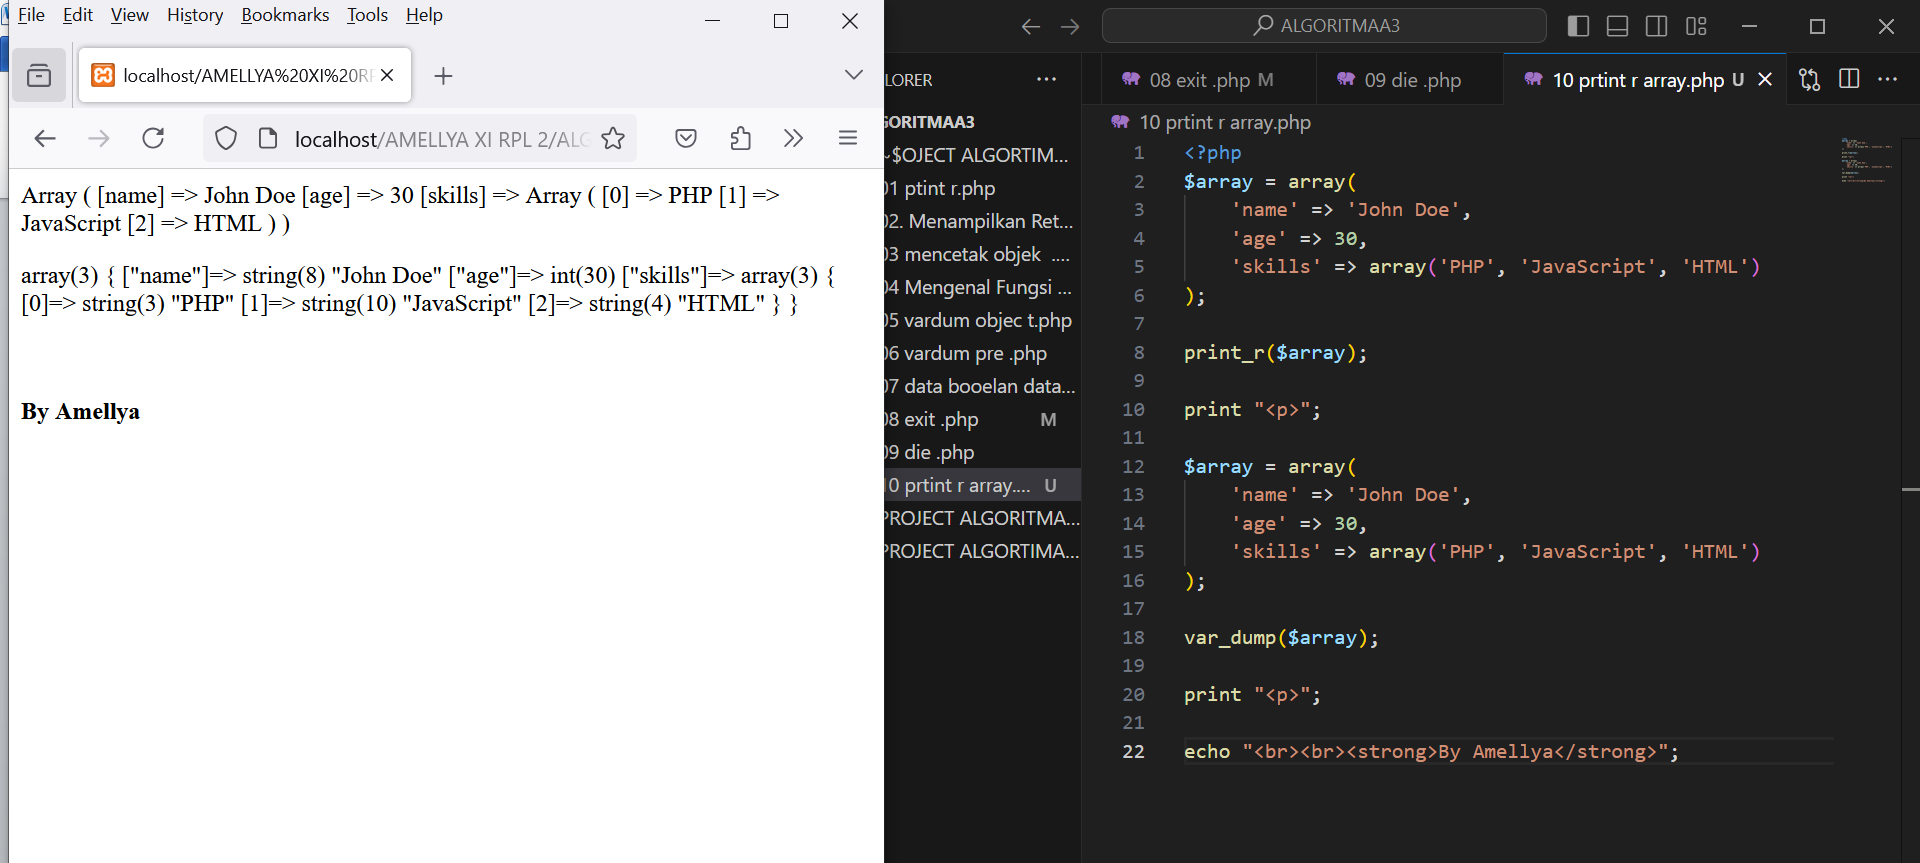 File Edit View History Bookmarks Tools Help
localhost/AMELLYA%20XI%20RP
localhost/AMELLYA XI RPL 2/ALG
Array ( [name] => John Doe [age] => 30 [skills] => Array ( [0] => PHP [1] =>
JavaScript [2] => HTML ) )
array(3) { ["name"]=> string(8) "John Doe" ["age"]=> int(30) ["skills"]=> array(3) {
[0]=> string(3) "PHP" [1]=> string(10) "JavaScript" [2]=> string(4) "HTML" } }
By Amellya
ALGORITMAA3
LORER
GORITMAA3
~$OJECT ALGORTIM...
01 ptint r.php
02. Menampilkan Ret...
03 mencetak objek ....
04 Mengenal Fungsi ...
05 vardum objec t.php
06 vardum pre .php
07 data booelan data...
08 exit .php M
09 die .php
10 prtint r array.... U
PROJECT ALGORITMA...
PROJECT ALGORTIMA...
08 exit .php M
09 die .php
10 prtint r array.php U
10 prtint r array.php
1 <?php
2 $array = array(
3 'name' => 'John Doe',
4 'age' => 30,
5 'skills' => array('PHP', 'JavaScript', 'HTML')
6 );
7
8 print_r($array);
9
10 print "<p>";
11
12 $array = array(
13 'name' => 'John Doe',
14 'age' => 30,
15 'skills' => array('PHP', 'JavaScript', 'HTML')
16 );
17
18 var_dump($array);
19
20 print "<p>";
21
22 echo "<br><br><strong>By Amellya</strong>";